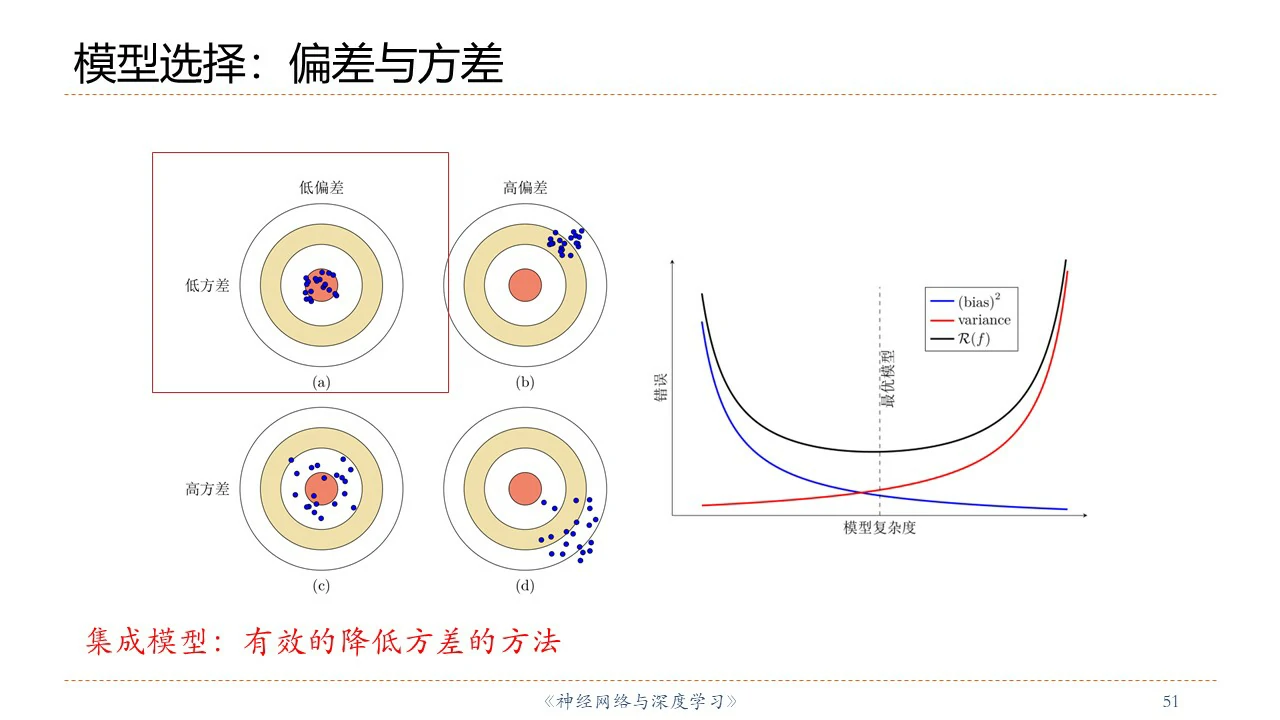 模型选择：偏差与方差
低偏差
高偏差
低方差
(a)
(b)
高方差
(c)
(d)
错误
最优模型
(bias)²
variance
ℛ(f)
模型复杂度
集成模型：有效的降低方差的方法
《神经网络与深度学习》
51